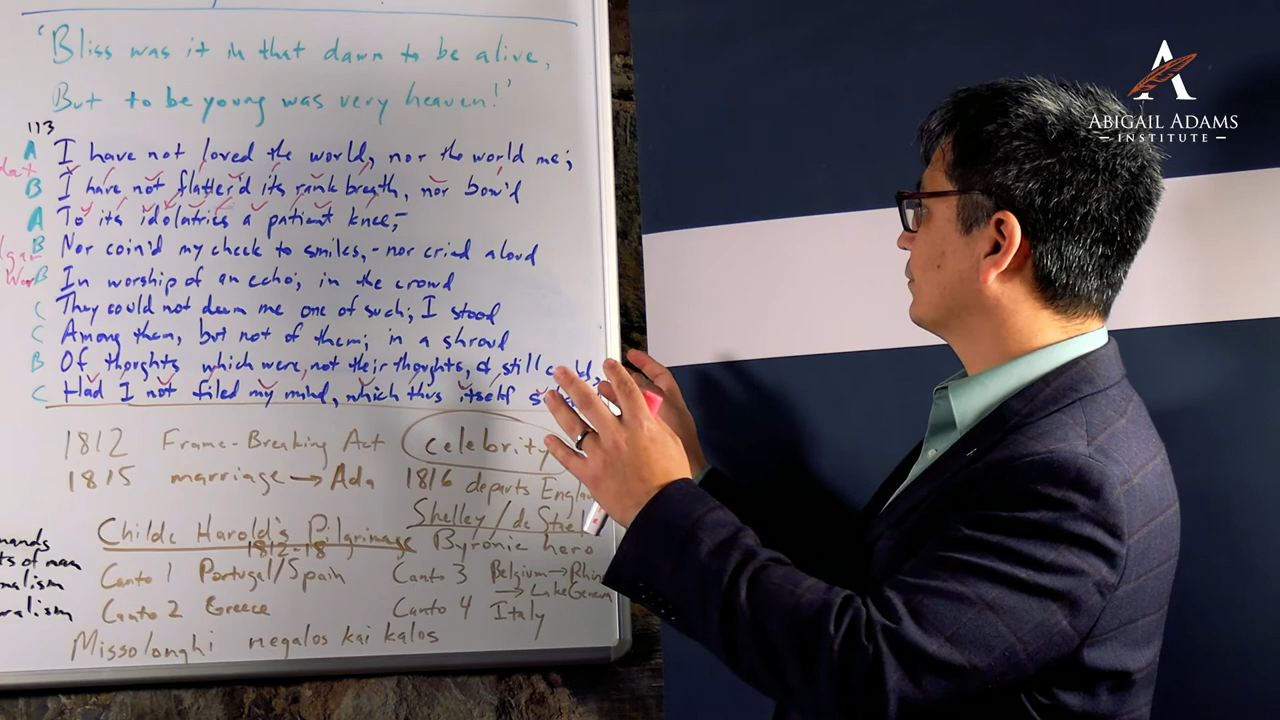 'Bliss was it in that dawn to be alive,
But to be young was very heaven!'
113
A I have not loved the world, nor the world me;
B I have not flatter'd its rank breath, nor bow'd
A To its idolatries a patient knee,-
B Nor coin'd my cheek to smiles,- nor cried aloud
B In worship of an echo; in the crowd
C They could not deem me one of such; I stood
C Among them, but not of them; in a shroud
B Of thoughts which were not their thoughts, & still
C Had I not filed my mind, which thus itself
1812 Frame-Breaking Act celebrity
1815 marriage → Ada 1816 departs England
Shelley / de Stael
Childe Harold's Pilgrimage Byronic hero
1812-18
Canto 1 Portugal/Spain Canto 3 Belgium → Rhin
→ Lake Geneva
Canto 2 Greece Canto 4 Italy
Missolonghi negalos kai kalos
ABIGAIL ADAMS
INSTITUTE